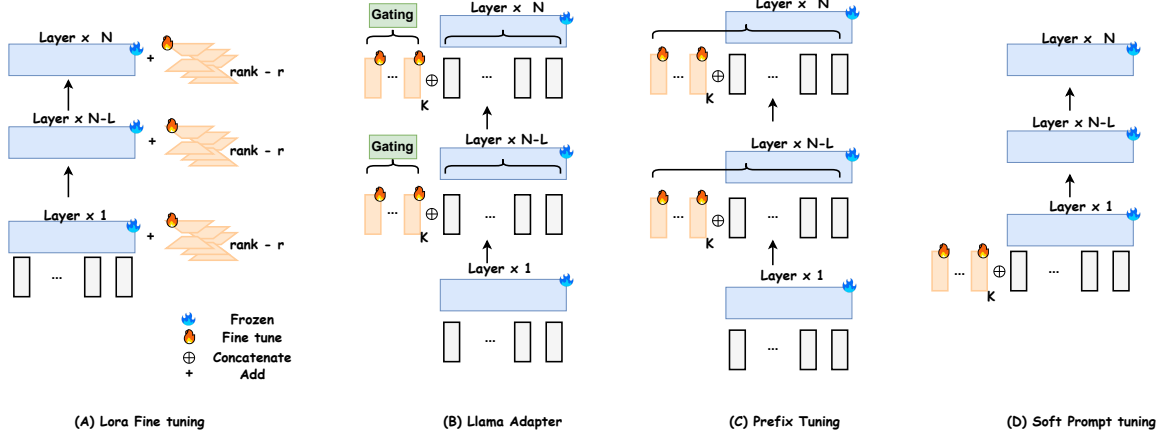 Layer x N
+
rank - r
Layer x N-L
+
rank - r
Layer x 1
+
rank - r
...
Frozen
Fine tune
Concatenate
+ Add
(A) Lora Fine tuning
Gating
Layer x N
...
K
...
Gating
Layer x N-L
...
K
...
Layer x 1
...
(B) Llama Adapter
Layer x N
...
K
...
Layer x N-L
...
K
...
Layer x 1
...
(C) Prefix Tuning
Layer x N
Layer x N-L
Layer x 1
...
K
...
(D) Soft Prompt tuning